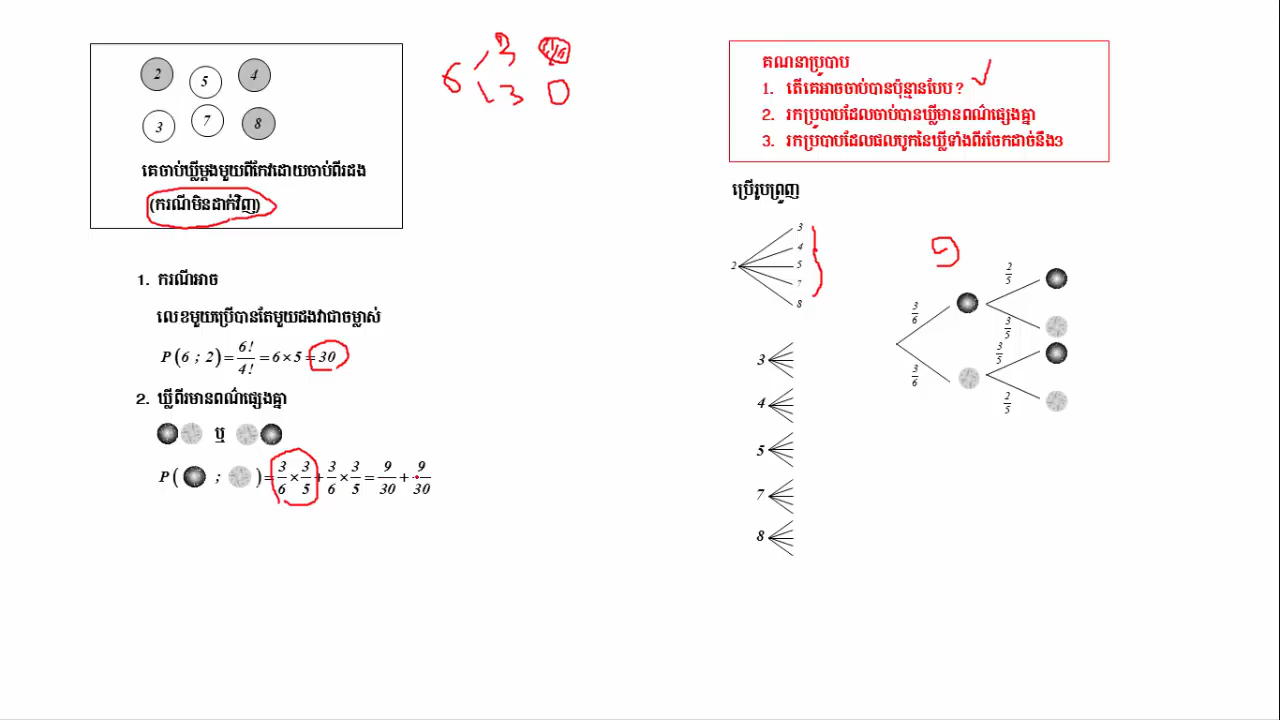 2 5 4
3 7 8
គេចាប់ឃ្លីម្ដងមួយពីកែវដោយចាប់ពីរដង
(ករណីមិនដាក់វិញ)
6 3
3
គណនាប្រូបាប
1. តើគេអាចចាប់បានប៉ុន្មានបែប ?
2. រកប្រូបាបដែលចាប់បានឃ្លីមានពណ៌ផ្សេងគ្នា
3. រកប្រូបាបដែលផលបូកនៃឃ្លីទាំងពីរចែកដាច់នឹង3
1. ករណីអាច
លេខមួយប្រើបានតែមួយដងវាជាចម្លាស់
P(6 ; 2) = 6!/4! = 6 × 5 = 30
2. ឃ្លីពីរមានពណ៌ផ្សេងគ្នា
ឬ
P( ; ) = 3/6 × 3/5 + 3/6 × 3/5 = 9/30 + 9/30
ប្រើរូបព្រួញ
2
3
4
5
7
8
3
4
5
7
8
3/6
3/6
2/5
3/5
3/5
2/5